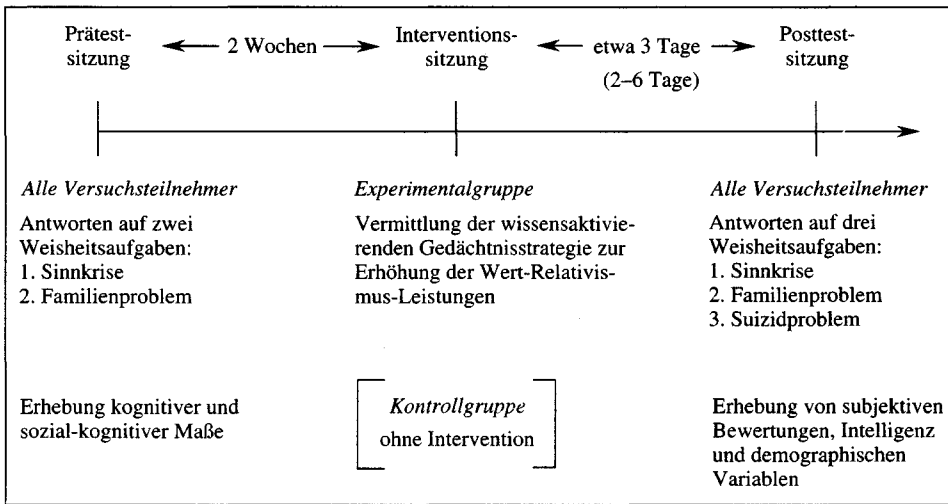 Prätest-
sitzung
2 Wochen
Interventions-
sitzung
etwa 3 Tage
(2–6 Tage)
Posttest-
sitzung
Alle Versuchsteilnehmer
Antworten auf zwei
Weisheitsaufgaben:
1. Sinnkrise
2. Familienproblem
Erhebung kognitiver und
sozial-kognitiver Maße
Experimentalgruppe
Vermittlung der wissensaktivie-
renden Gedächtnisstrategie zur
Erhöhung der Wert-Relativis-
mus-Leistungen
Kontrollgruppe
ohne Intervention
Alle Versuchsteilnehmer
Antworten auf drei
Weisheitsaufgaben:
1. Sinnkrise
2. Familienproblem
3. Suizidproblem
Erhebung von subjektiven
Bewertungen, Intelligenz
und demographischen
Variablen